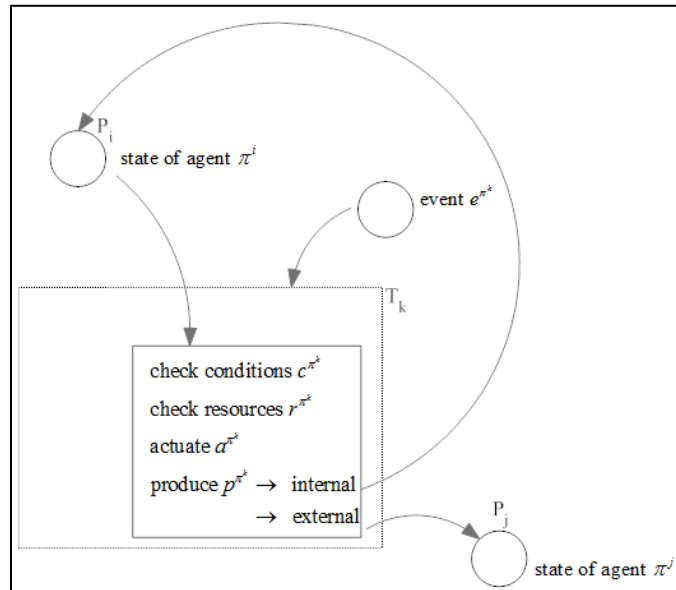 P_i
state of agent π^i
event e^{π^k}
T_k
check conditions c^{π^k}
check resources r^{π^k}
actuate a^{π^k}
produce p^{π^k} → internal
→ external
P_j
state of agent π^j